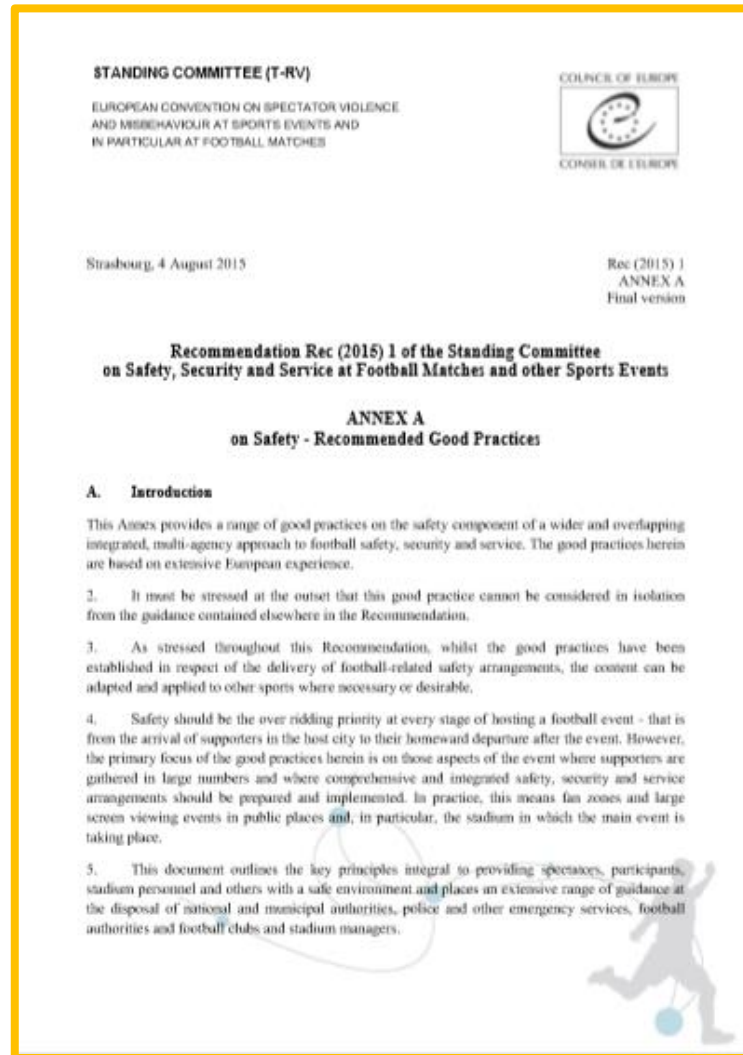 STANDING COMMITTEE (T-RV)
EUROPEAN CONVENTION ON SPECTATOR VIOLENCE
AND MISBEHAVIOUR AT SPORTS EVENTS AND
IN PARTICULAR AT FOOTBALL MATCHES
COUNCIL OF EUROPE
CONSEIL DE L'EUROPE
Strasbourg, 4 August 2015
Rec (2015) 1
ANNEX A
Final version
Recommendation Rec (2015) 1 of the Standing Committee
on Safety, Security and Service at Football Matches and other Sports Events
ANNEX A
on Safety - Recommended Good Practices
A. Introduction
This Annex provides a range of good practices on the safety component of a wider and overlapping
integrated, multi-agency approach to football safety, security and service. The good practices herein
are based on extensive European experience.
2. It must be stressed at the outset that this good practice cannot be considered in isolation
from the guidance contained elsewhere in the Recommendation.
3. As stressed throughout this Recommendation, whilst the good practices have been
established in respect of the delivery of football-related safety arrangements, the content can be
adapted and applied to other sports where necessary or desirable.
4. Safety should be the over ridding priority at every stage of hosting a football event - that is
from the arrival of supporters in the host city to their homeward departure after the event. However,
the primary focus of the good practices herein is on those aspects of the event where supporters are
gathered in large numbers and where comprehensive and integrated safety, security and service
arrangements should be prepared and implemented. In practice, this means fan zones and large
screen viewing events in public places and, in particular, the stadium in which the main event is
taking place.
5. This document outlines the key principles integral to providing spectators, participants,
stadium personnel and others with a safe environment and places an extensive range of guidance at
the disposal of national and municipal authorities, police and other emergency services, football
authorities and football clubs and stadium managers.